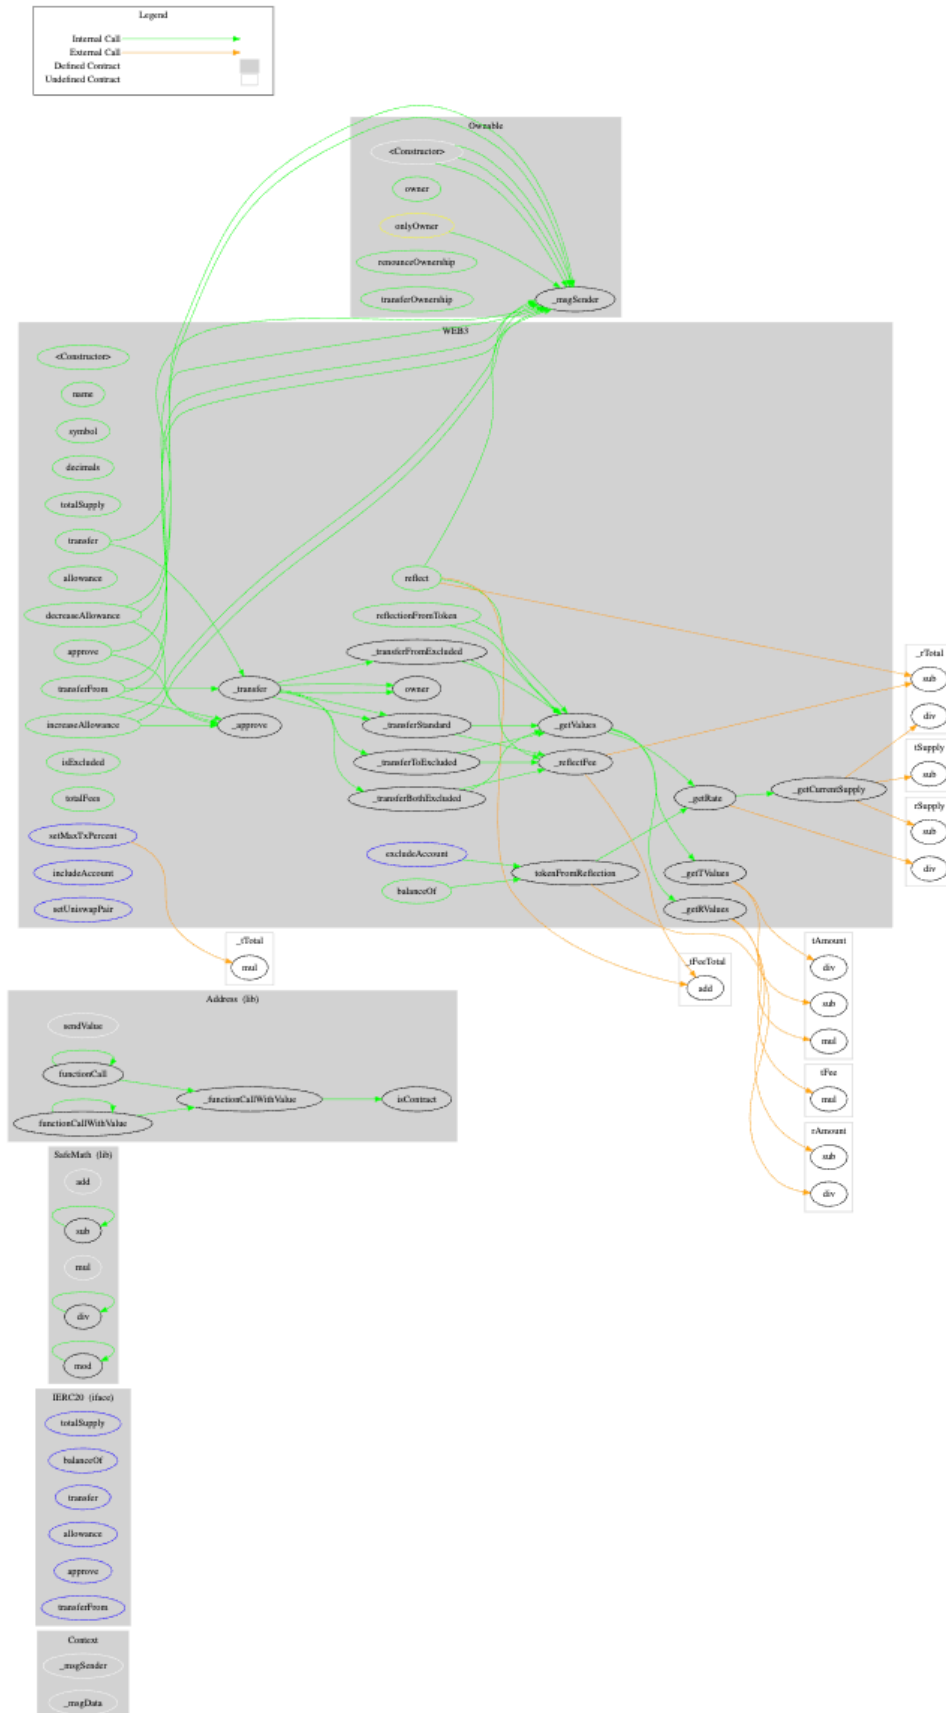 Legend
Internal Call
External Call
Defined Contract
Undefined Contract
Ownable
<Constructor>
owner
onlyOwner
renounceOwnership
transferOwnership
_msgSender
WEB3
<Constructor>
name
symbol
decimals
totalSupply
transfer
allowance
decreaseAllowance
approve
transferFrom
increaseAllowance
isExcluded
totalFees
setMaxTxPercent
includeAccount
setUniswapPair
_transfer
_approve
reflect
reflectionFromToken
_transferFromExcluded
owner
_transferStandard
_transferToExcluded
_transferBothExcluded
excludeAccount
balanceOf
_getValues
_reflectFee
tokenFromReflection
_getRate
_getTValues
_getRValues
_getCurrentSupply
_rTotal
sub
div
tSupply
sub
rSupply
sub
div
_tTotal
mul
_tFeeTotal
add
tAmount
div
sub
mul
tFee
mul
rAmount
sub
div
Address (lib)
sendValue
functionCall
functionCallWithValue
_functionCallWithValue
isContract
SafeMath (lib)
add
sub
mul
div
mod
IERC20 (iface)
totalSupply
balanceOf
transfer
allowance
approve
transferFrom
Context
_msgSender
_msgData